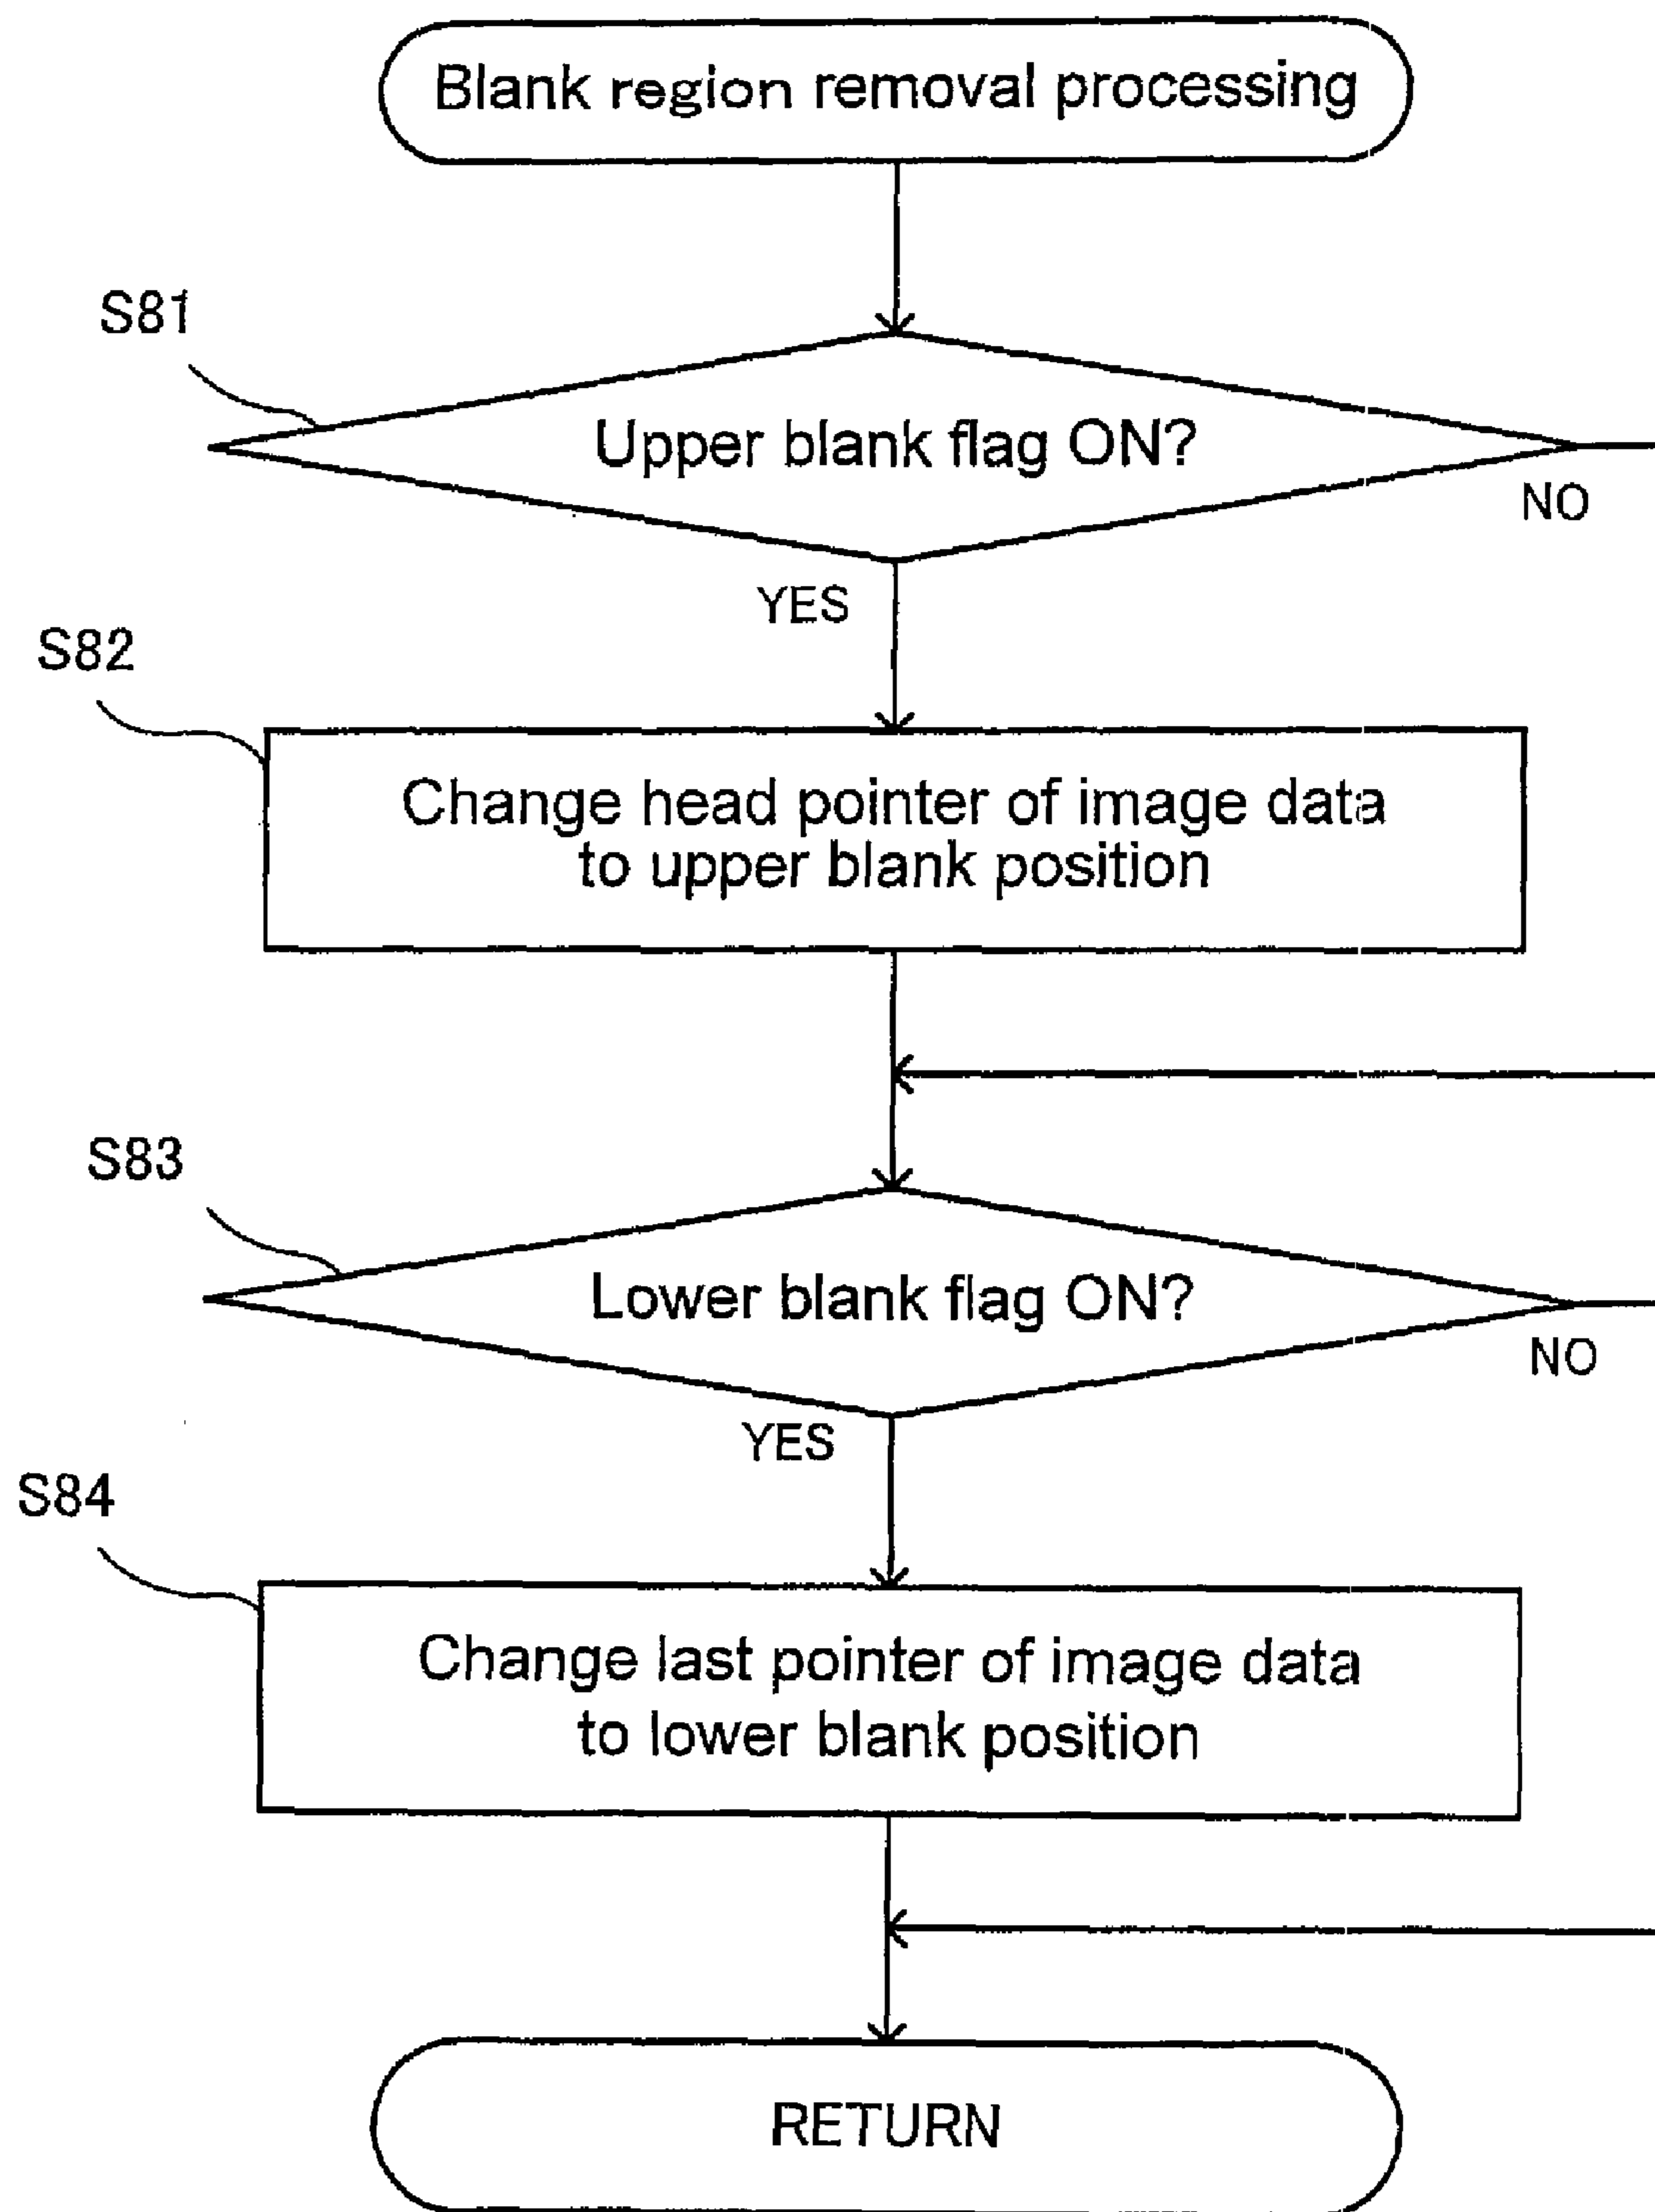 Blank region removal processing
S81
Upper blank flag ON?
NO
YES
S82
Change head pointer of image data
to upper blank position
S83
Lower blank flag ON?
NO
YES
S84
Change last pointer of image data
to lower blank position
RETURN